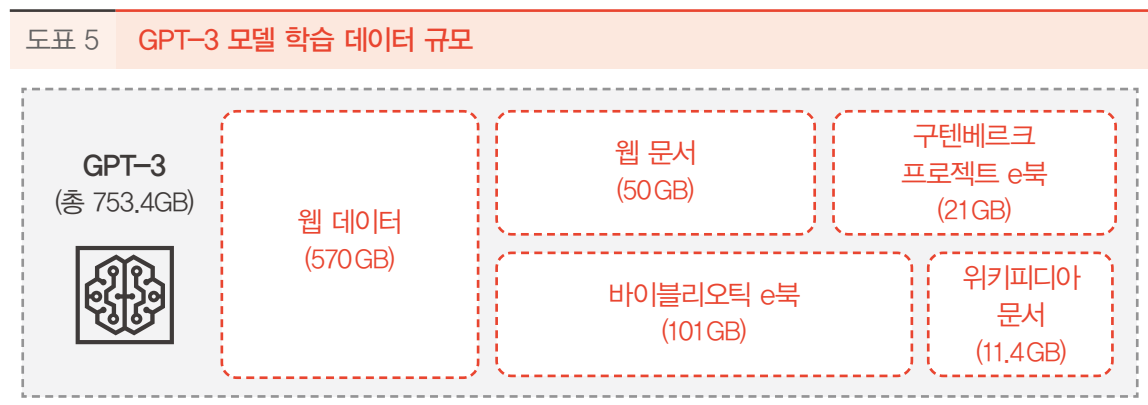 도표 5 GPT-3 모델 학습 데이터 규모
GPT-3
(총 753.4GB)
웹 데이터
(570GB)
웹 문서
(50GB)
구텐베르크
프로젝트 e북
(21GB)
바이블리오틱 e북
(101GB)
위키피디아
문서
(11.4GB)